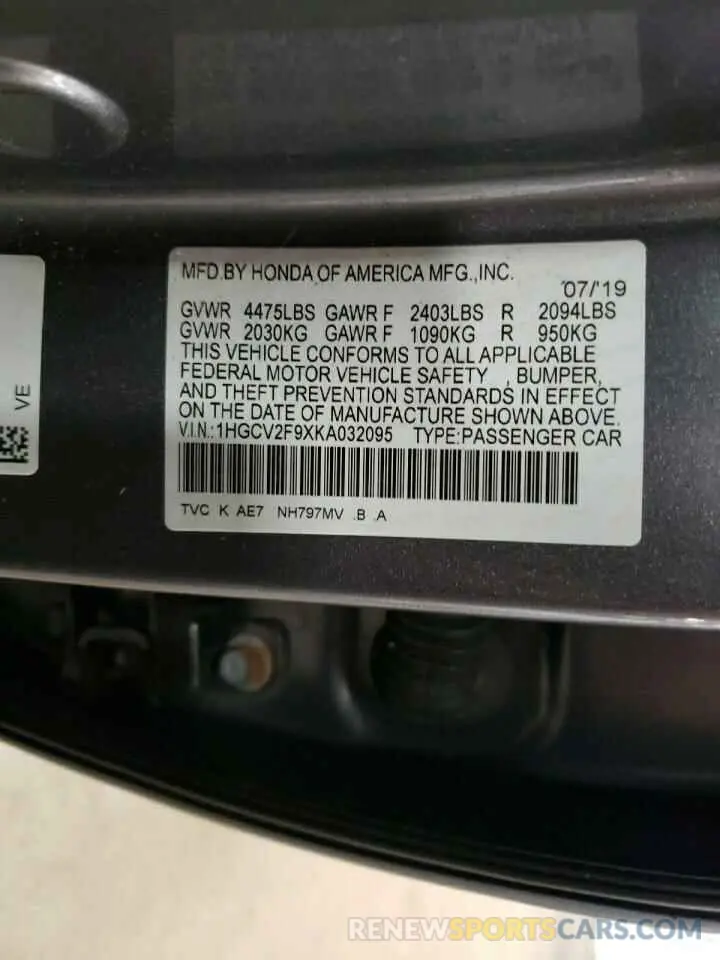 MFD.BY HONDA OF AMERICA MFG.,INC.
07/'19
GVWR 4475LBS GAWR F 2403LBS R 2094LBS
GVWR 2030KG GAWR F 1090KG R 950KG
THIS VEHICLE CONFORMS TO ALL APPLICABLE
FEDERAL MOTOR VEHICLE SAFETY , BUMPER,
AND THEFT PREVENTION STANDARDS IN EFFECT
ON THE DATE OF MANUFACTURE SHOWN ABOVE.
V.I.N.:1HGCV2F9XKA032095 TYPE:PASSENGER CAR
TVC K AE7 NH797MV .B .A
VE
RENEWSPORTSCARS.COM